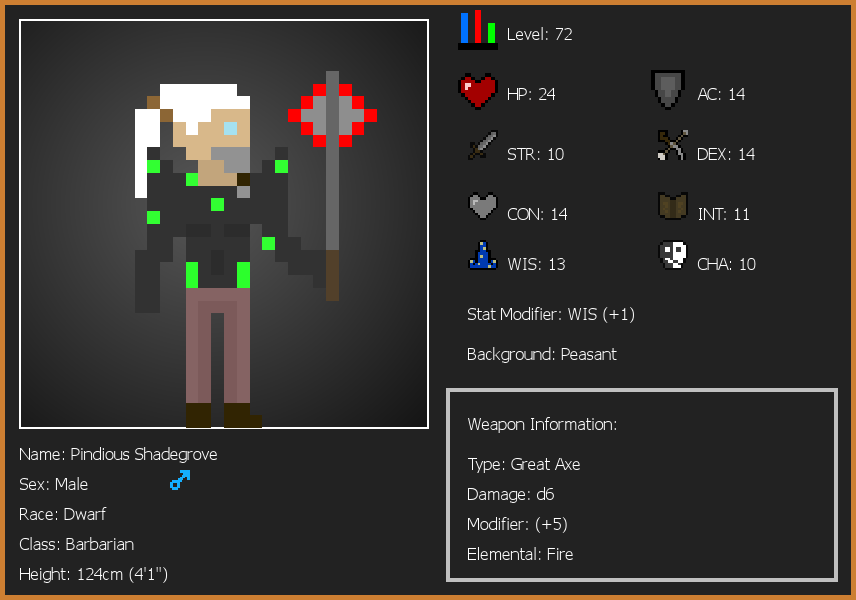 Level: 72
HP: 24
AC: 14
STR: 10
DEX: 14
CON: 14
INT: 11
WIS: 13
CHA: 10
Stat Modifier: WIS (+1)
Background: Peasant
Weapon Information:
Type: Great Axe
Damage: d6
Modifier: (+5)
Elemental: Fire
Name: Pindious Shadegrove
Sex: Male
Race: Dwarf
Class: Barbarian
Height: 124cm (4'1")